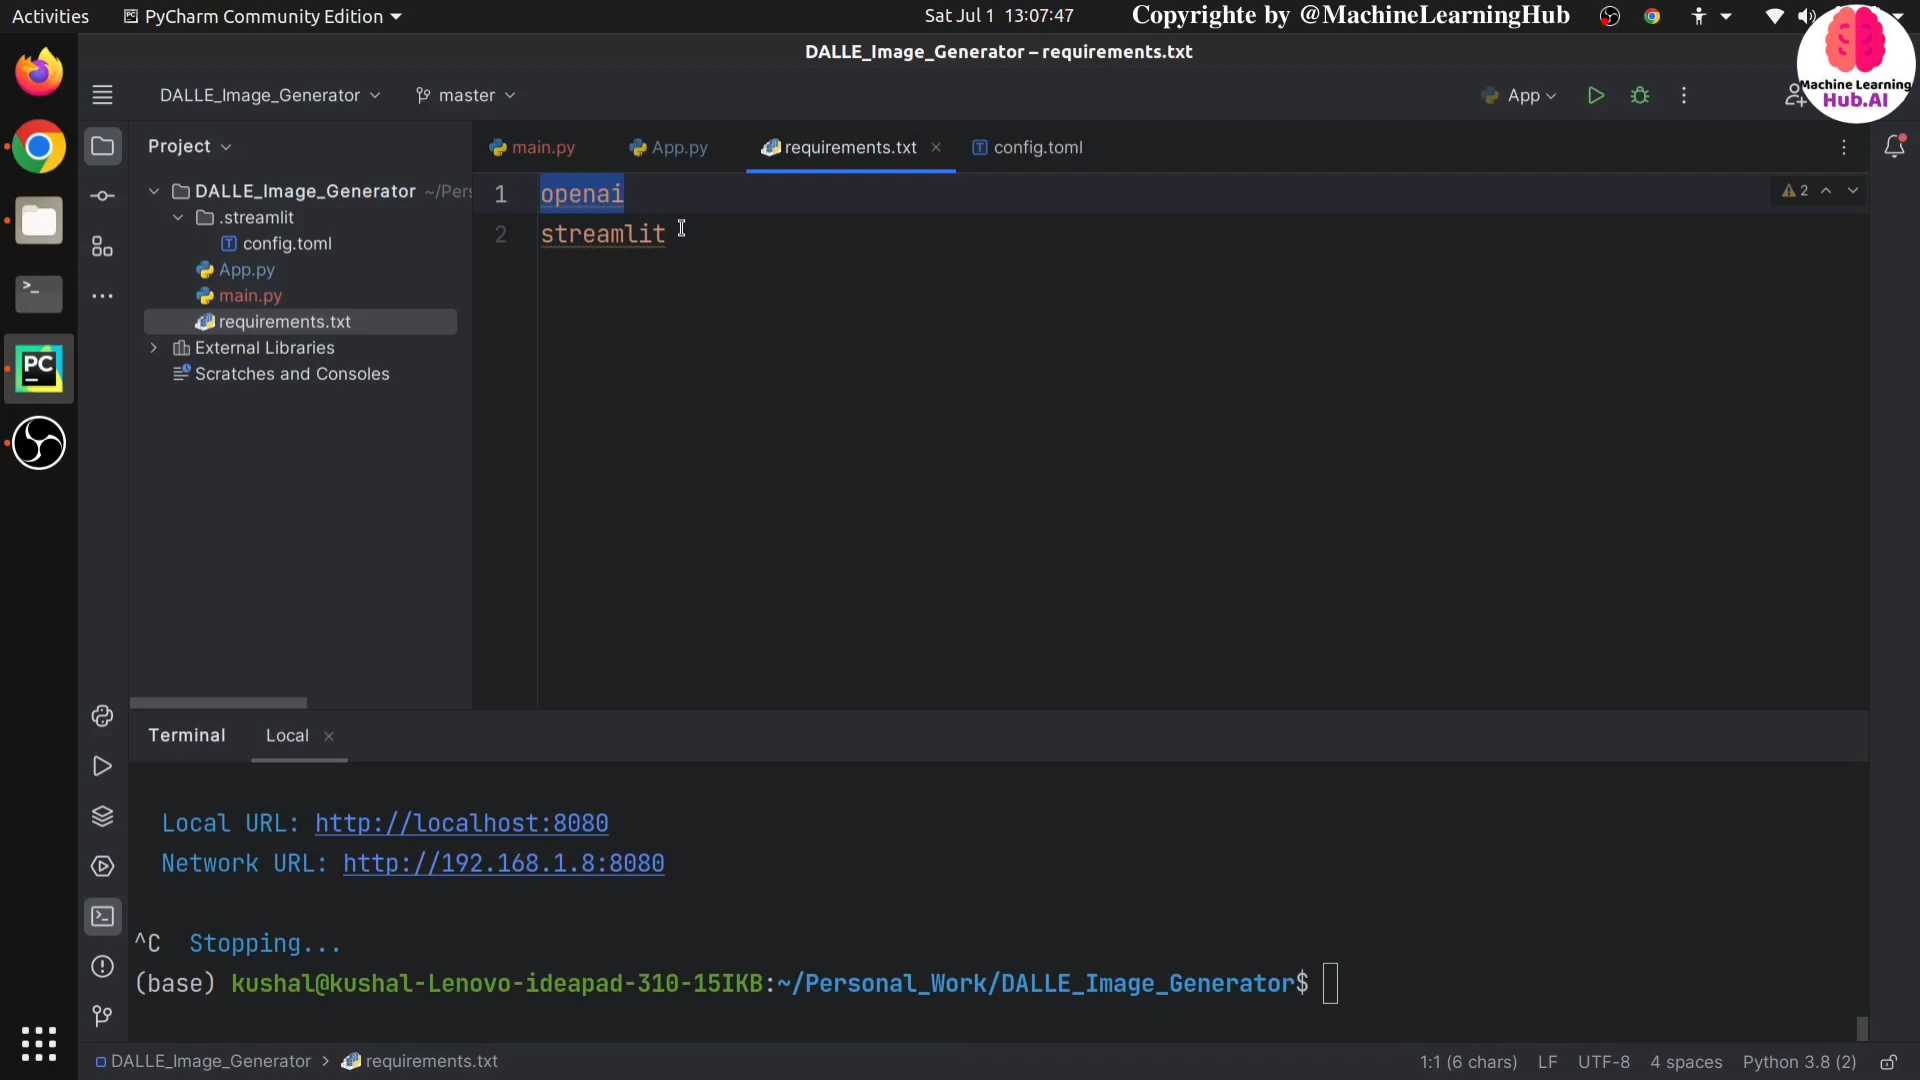 Activities PyCharm Community Edition Sat Jul 1 13:07:47 Copyrighte by @MachineLearningHub
DALLE_Image_Generator – requirements.txt
Machine Learning
Hub.AI
DALLE_Image_Generator master App
Project main.py App.py requirements.txt config.toml
DALLE_Image_Generator ~/Pers
.streamlit
config.toml
App.py
main.py
requirements.txt
External Libraries
Scratches and Consoles
1 openai 2
2 streamlit
Terminal Local
Local URL: http://localhost:8080
Network URL: http://192.168.1.8:8080
^C Stopping...
(base) kushal@kushal-Lenovo-ideapad-310-15IKB:~/Personal_Work/DALLE_Image_Generator$
DALLE_Image_Generator > requirements.txt 1:1 (6 chars) LF UTF-8 4 spaces Python 3.8 (2)
PC